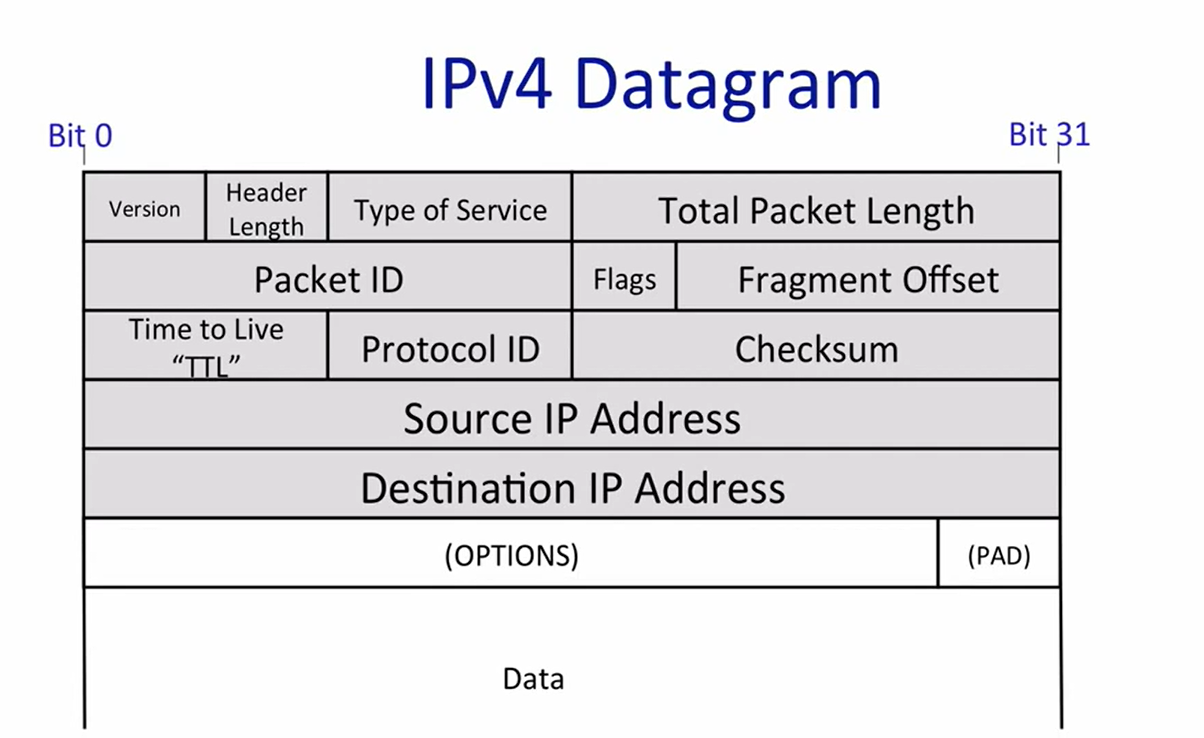 IPv4 Datagram
Bit 0
Bit 31
Version
Header
Length
Type of Service
Total Packet Length
Packet ID
Flags
Fragment Offset
Time to Live
“TTL”
Protocol ID
Checksum
Source IP Address
Destination IP Address
(OPTIONS)
(PAD)
Data